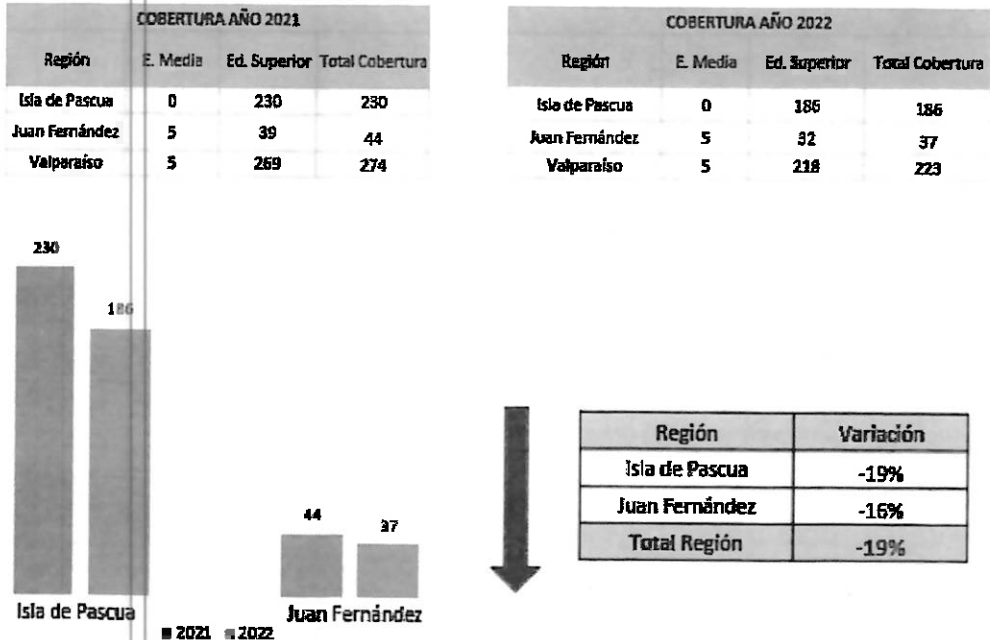 COBERTURA AÑO 2021
Región E. Media Ed. Superior Total Cobertura
Isla de Pascua 0 230 230
Juan Fernández 5 39 44
Valparaíso 5 269 274
COBERTURA AÑO 2022
Región E. Media Ed. Superior Total Cobertura
Isla de Pascua 0 186 186
Juan Fernández 5 32 37
Valparaíso 5 218 223
230
186
44
37
Isla de Pascua
Juan Fernández
2021 2022
Región Variación
Isla de Pascua -19%
Juan Fernández -16%
Total Región -19%